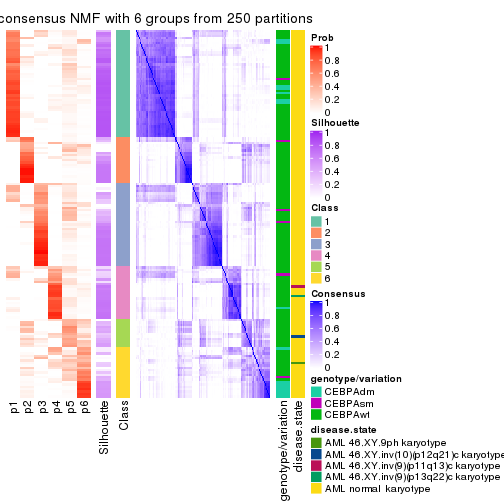 consensus NMF with 6 groups from 250 partitions
p1
p2
p3
p4
p5
p6
Silhouette
Class
genotype/variation
disease.state
Prob
1
0.8
0.6
0.4
0.2
0
Silhouette
1
0.8
0.6
0.4
0.2
0
Class
1
2
3
4
5
6
Consensus
1
0.8
0.6
0.4
0.2
0
genotype/variation
CEBPAdm
CEBPAsm
CEBPAwt
disease.state
AML 46.XY.9ph karyotype
AML 46.XY,inv(10)(p12q21)c karyotype
AML 46.XY,inv(9)(p11q13)c karyotype
AML 46.XY,inv(9)(p13q22)c karyotype
AML normal karyotype